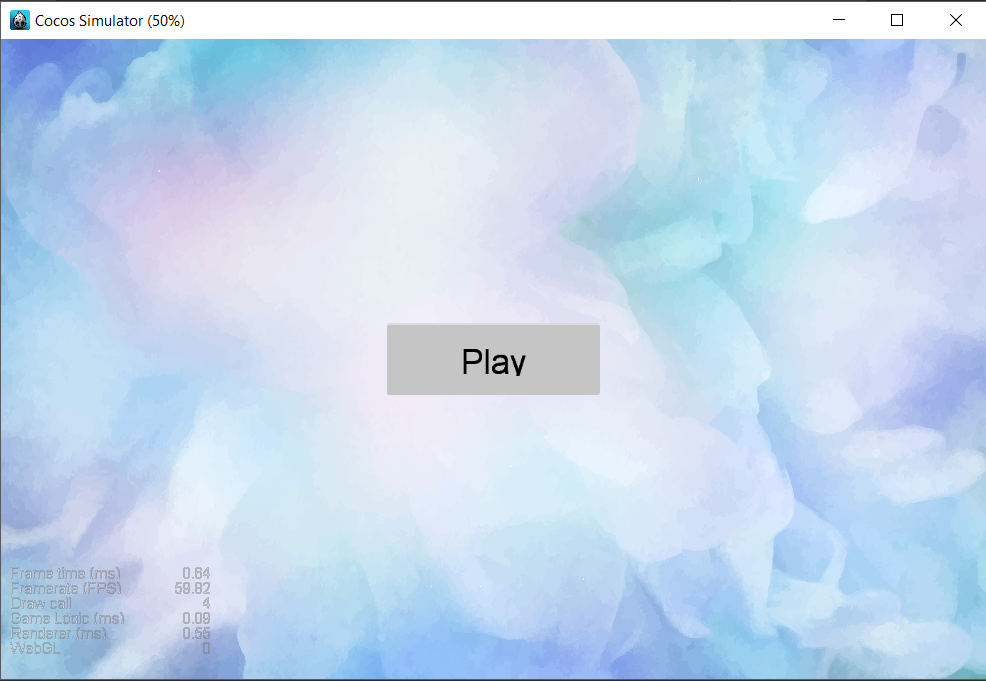 Cocos Simulator (50%)
Play
Frame time (ms) 0.64
Framerate (FPS) 59.82
Draw call 4
Game Logic (ms) 0.09
Renderer (ms) 0.55
WebGL 0